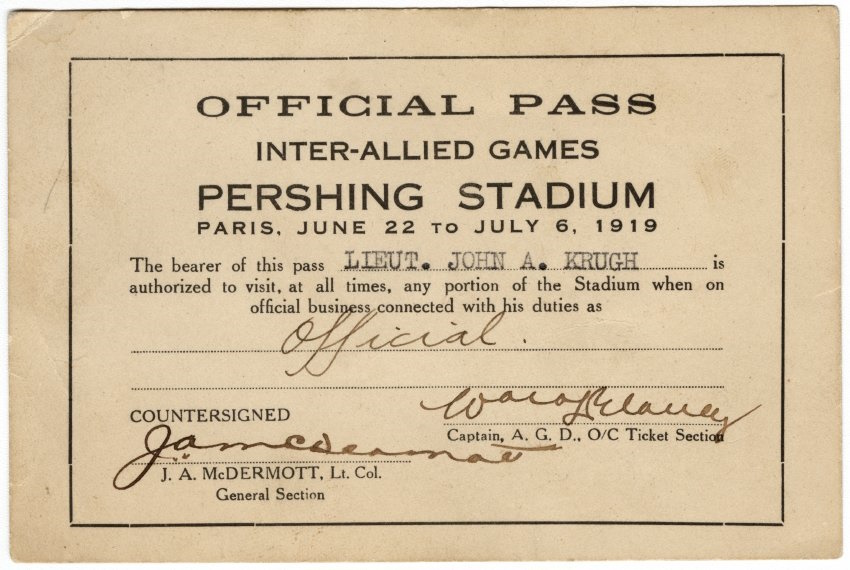 OFFICIAL PASS
INTER-ALLIED GAMES
PERSHING STADIUM
PARIS, JUNE 22 TO JULY 6, 1919
The bearer of this pass LIEUT. JOHN A. KRUGH is
authorized to visit, at all times, any portion of the Stadium when on
official business connected with his duties as
Official.
COUNTERSIGNED
Captain, A. G. D., O/C Ticket Section
JAMcDermott
J. A. McDERMOTT, Lt. Col.
General Section